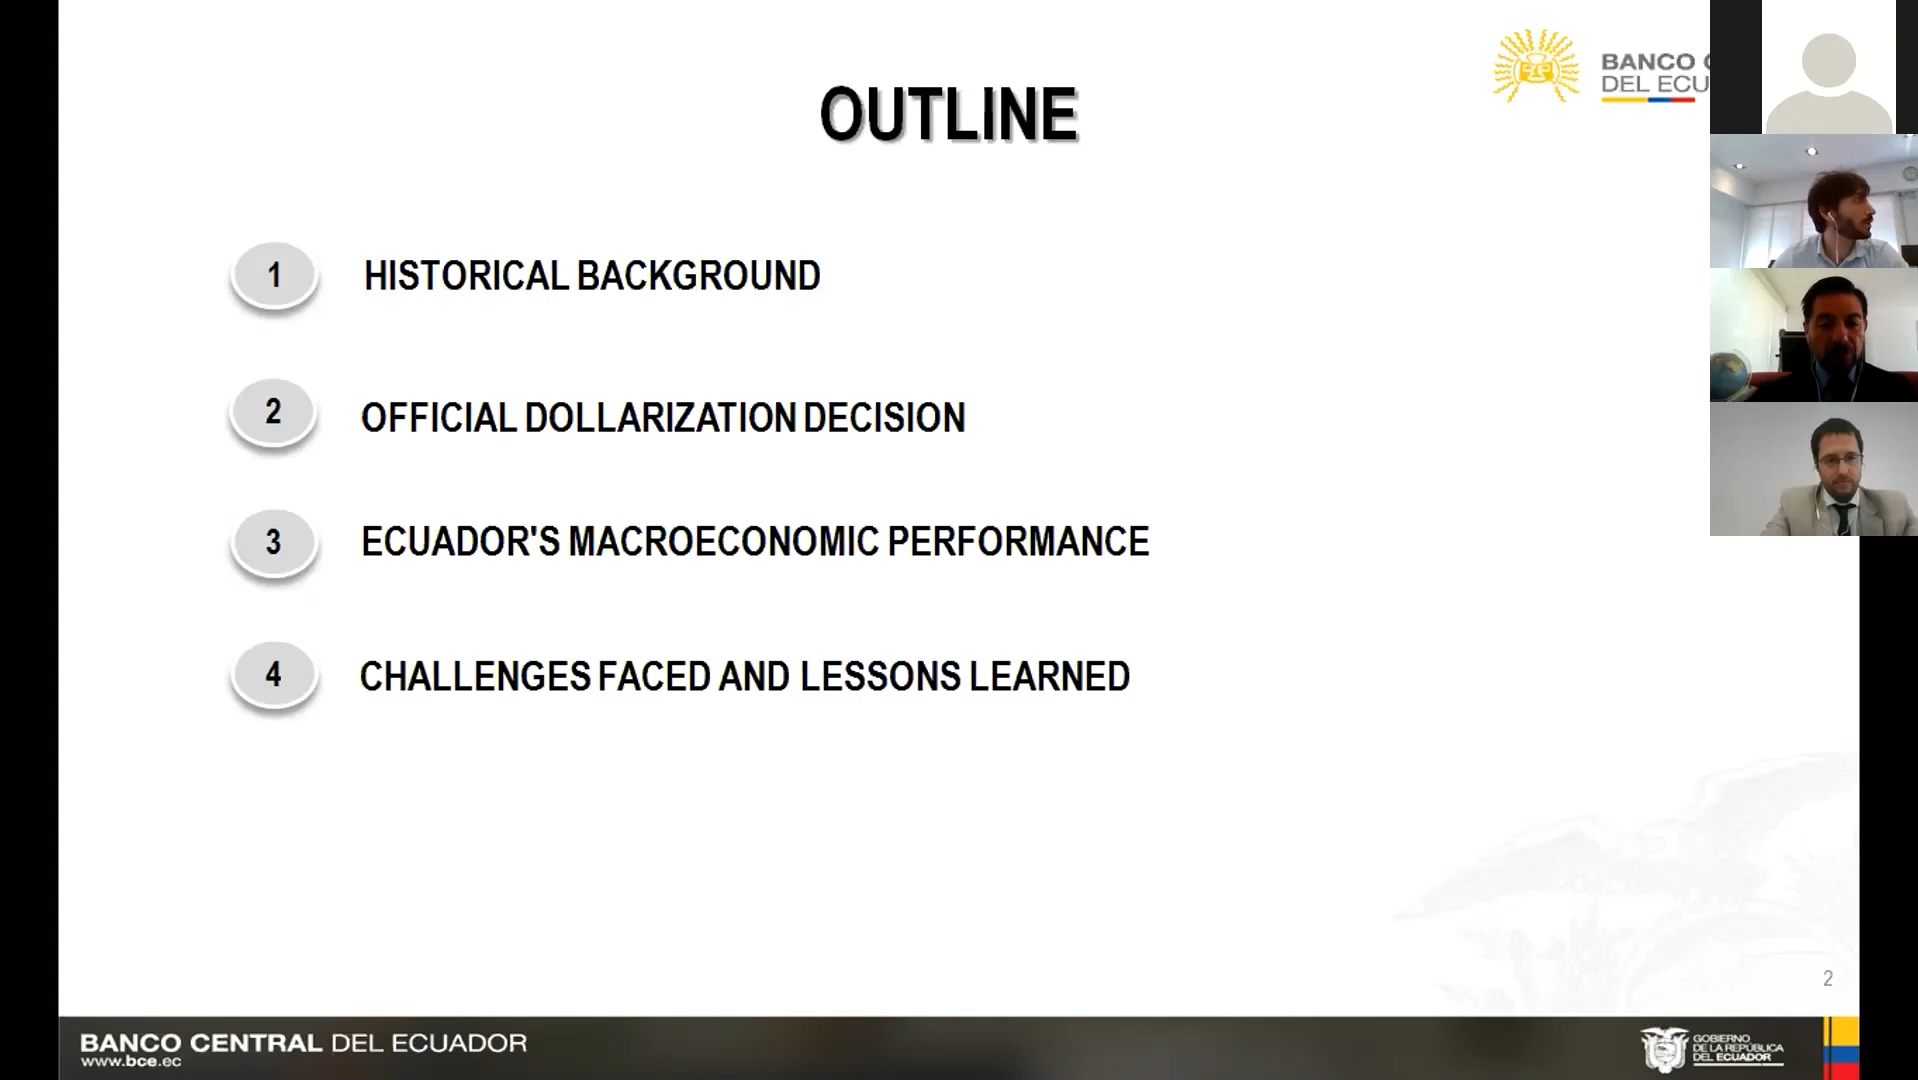 OUTLINE
BANCO
DEL ECU
1 HISTORICAL BACKGROUND
2 OFFICIAL DOLLARIZATION DECISION
3 ECUADOR'S MACROECONOMIC PERFORMANCE
4 CHALLENGES FACED AND LESSONS LEARNED
2
BANCO CENTRAL DEL ECUADOR
www.bce.ec
GOBIERNO
DE LA REPÚBLICA
DEL ECUADOR